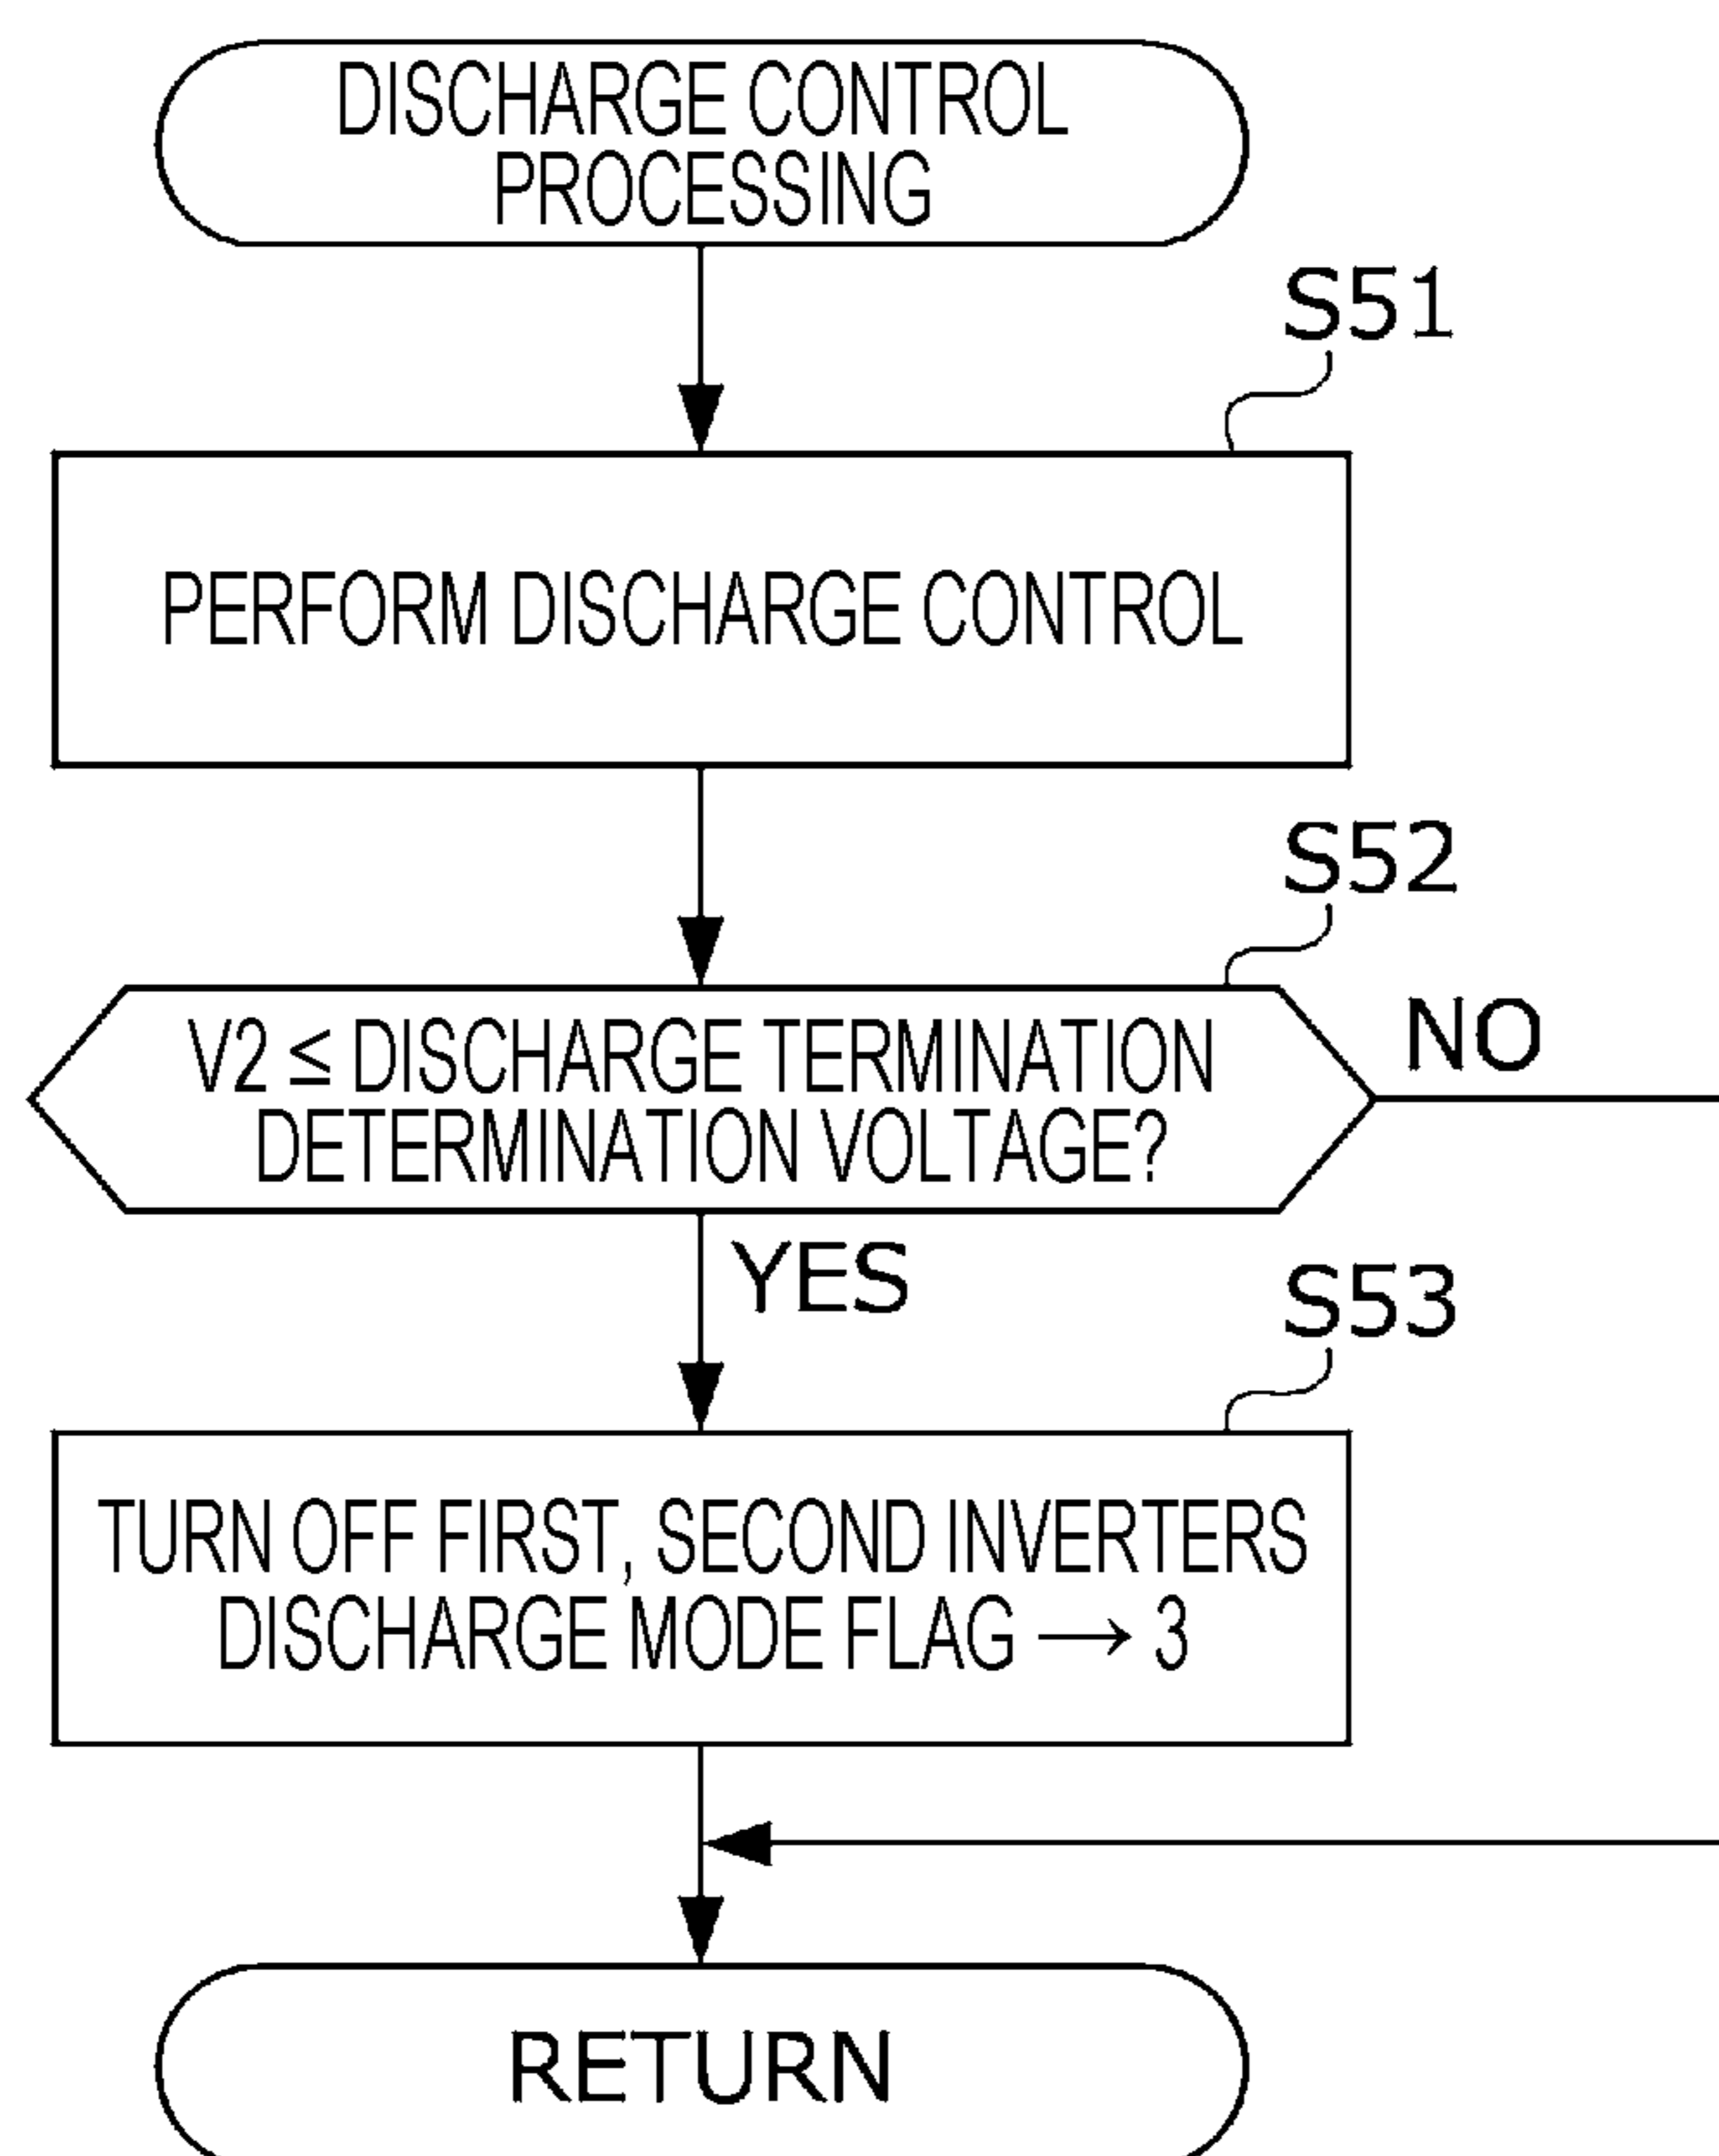 DISCHARGE CONTROL
PROCESSING
S51
PERFORM DISCHARGE CONTROL
S52
V2 ≤ DISCHARGE TERMINATION
DETERMINATION VOLTAGE?
NO
YES
S53
TURN OFF FIRST, SECOND INVERTERS
DISCHARGE MODE FLAG → 3
RETURN